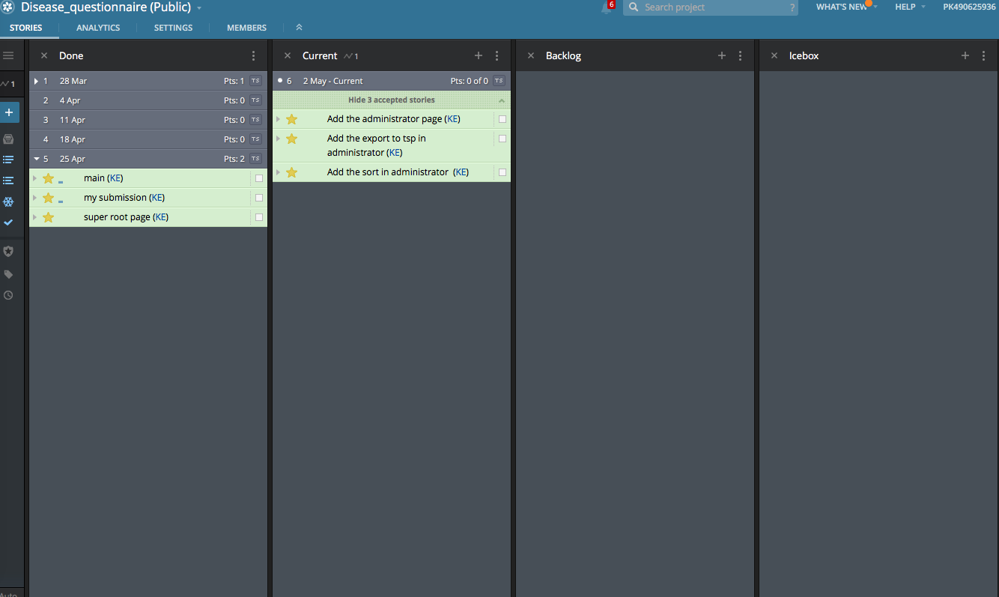 Disease_questionnaire (Public)
6
Search project
?
WHAT'S NEW
HELP
PK490625936
STORIES
ANALYTICS
SETTINGS
MEMBERS
1
Done
1 28 Mar Pts: 1 TS
2 4 Apr Pts: 0 TS
3 11 Apr Pts: 0 TS
4 18 Apr Pts: 0 TS
5 25 Apr Pts: 2 TS
main (KE)
my submission (KE)
super root page (KE)
Current 1
6 2 May - Current Pts: 0 of 0 TS
Hide 3 accepted stories
Add the administrator page (KE)
Add the export to tsp in
administrator (KE)
Add the sort in administrator (KE)
Backlog
Icebox
Auto